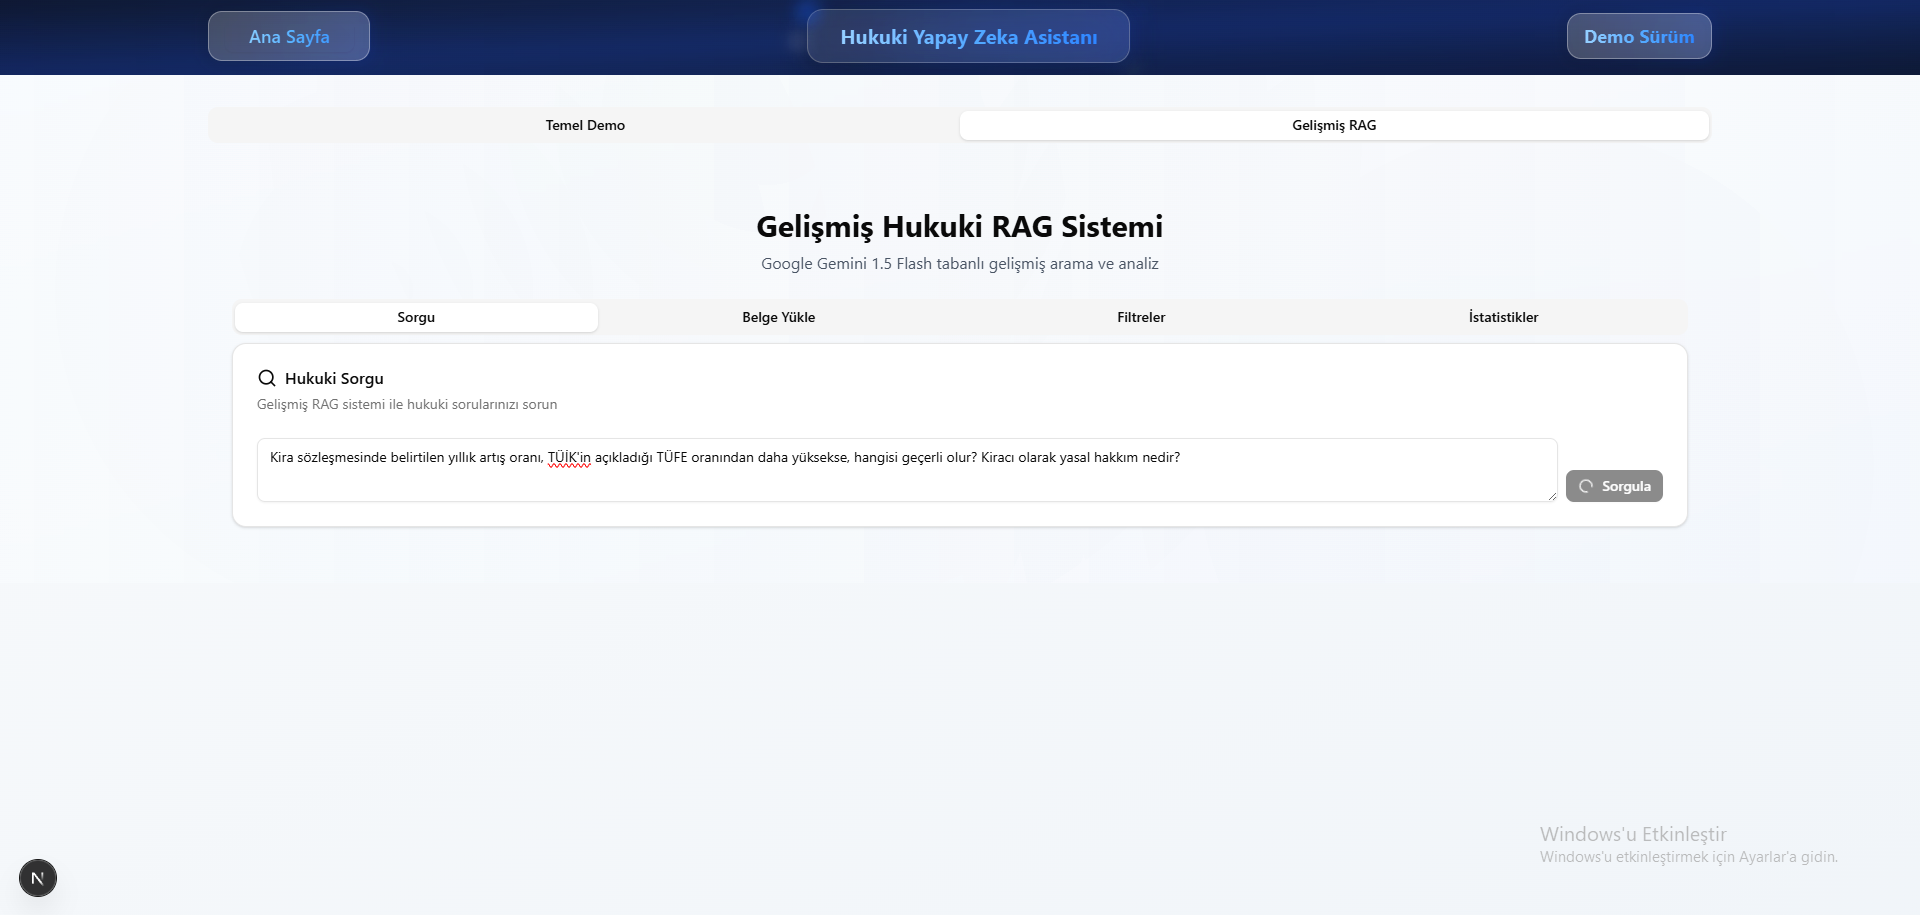 Ana Sayfa
Hukuki Yapay Zeka Asistanı
Demo Sürüm
Temel Demo
Gelişmiş RAG
Gelişmiş Hukuki RAG Sistemi
Google Gemini 1.5 Flash tabanlı gelişmiş arama ve analiz
Sorgu
Belge Yükle
Filtreler
İstatistikler
Hukuki Sorgu
Gelişmiş RAG sistemi ile hukuki sorularınızı sorun
Kira sözleşmesinde belirtilen yıllık artış oranı, TÜİK'in açıkladığı TÜFE oranından daha yüksekse, hangisi geçerli olur? Kiracı olarak yasal hakkım nedir?
Sorgula
Windows'u Etkinleştir
Windows'u etkinleştirmek için Ayarlar'a gidin.
N